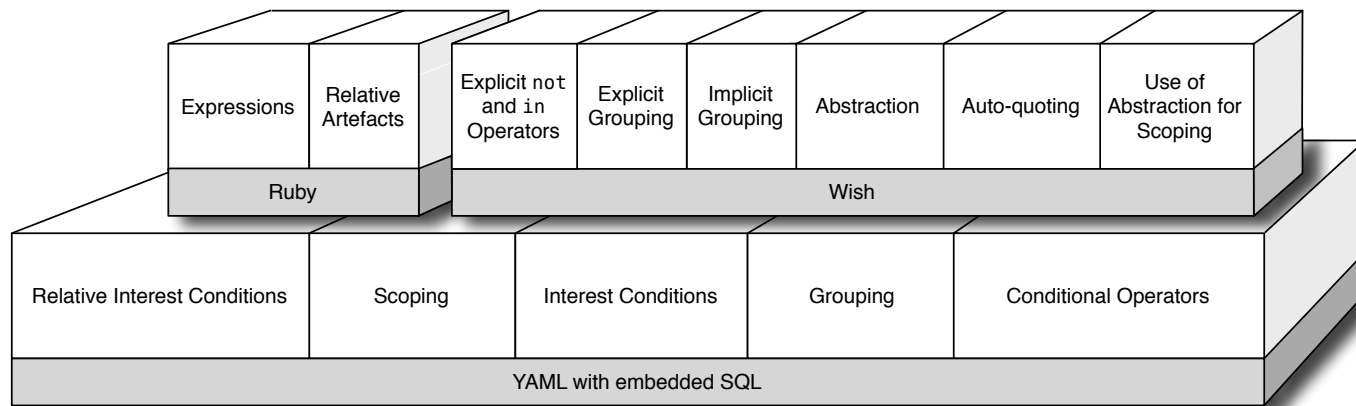 Expressions
Relative
Artefacts
Explicit not
and in
Operators
Explicit
Grouping
Implicit
Grouping
Abstraction
Auto-quoting
Use of
Abstraction for
Scoping
Ruby
Wish
Relative Interest Conditions
Scoping
Interest Conditions
Grouping
Conditional Operators
YAML with embedded SQL